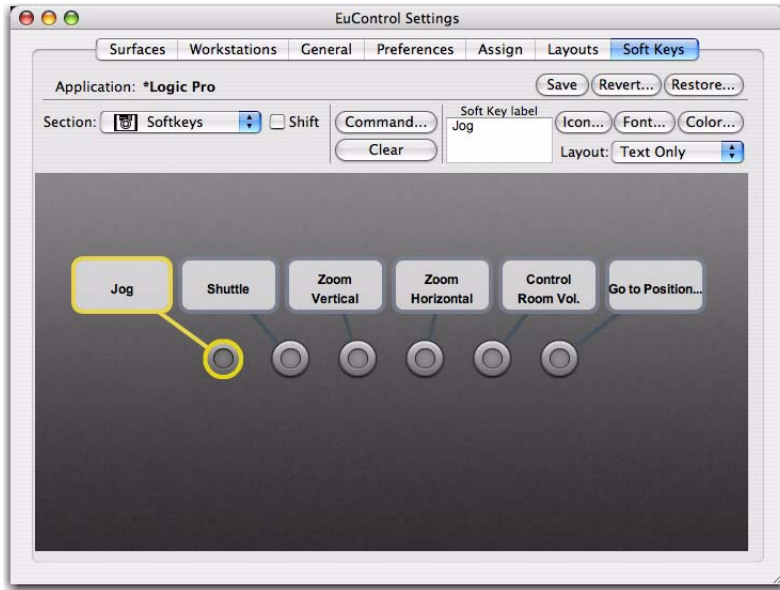 EuControl Settings
Surfaces Workstations General Preferences Assign Layouts Soft Keys
Application: *Logic Pro
Save Revert... Restore...
Section: Softkeys Shift
Command...
Clear
Soft Key label
Jog
Icon... Font... Color...
Layout: Text Only
Jog
Shuttle
Zoom
Vertical
Zoom
Horizontal
Control
Room Vol.
Go to Position...